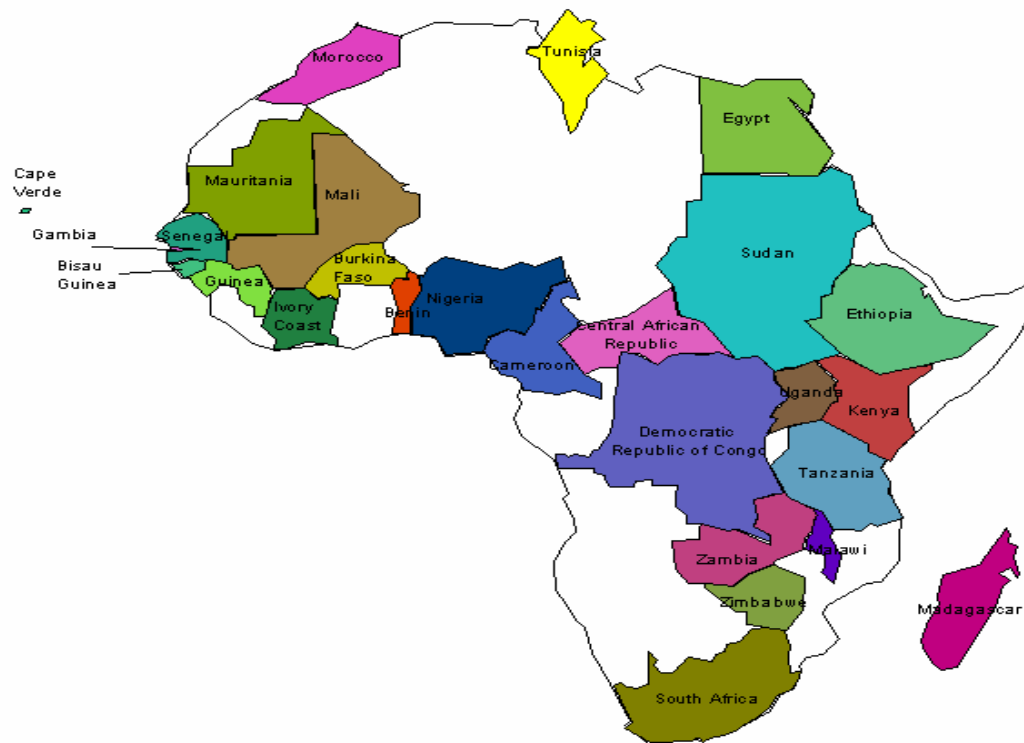 Morocco
Tunisia
Egypt
Cape
Verde
Mauritania
Mali
Gambia
Senegal
Sudan
Bisau
Guinea
Guinea
Burkina
Faso
Ivory
Coast
Benin
Nigeria
Central African
Republic
Ethiopia
Cameroon
Uganda
Kenya
Democratic
Republic of Congo
Tanzania
Zambia
Malawi
Zimbabwe
Madagascar
South Africa